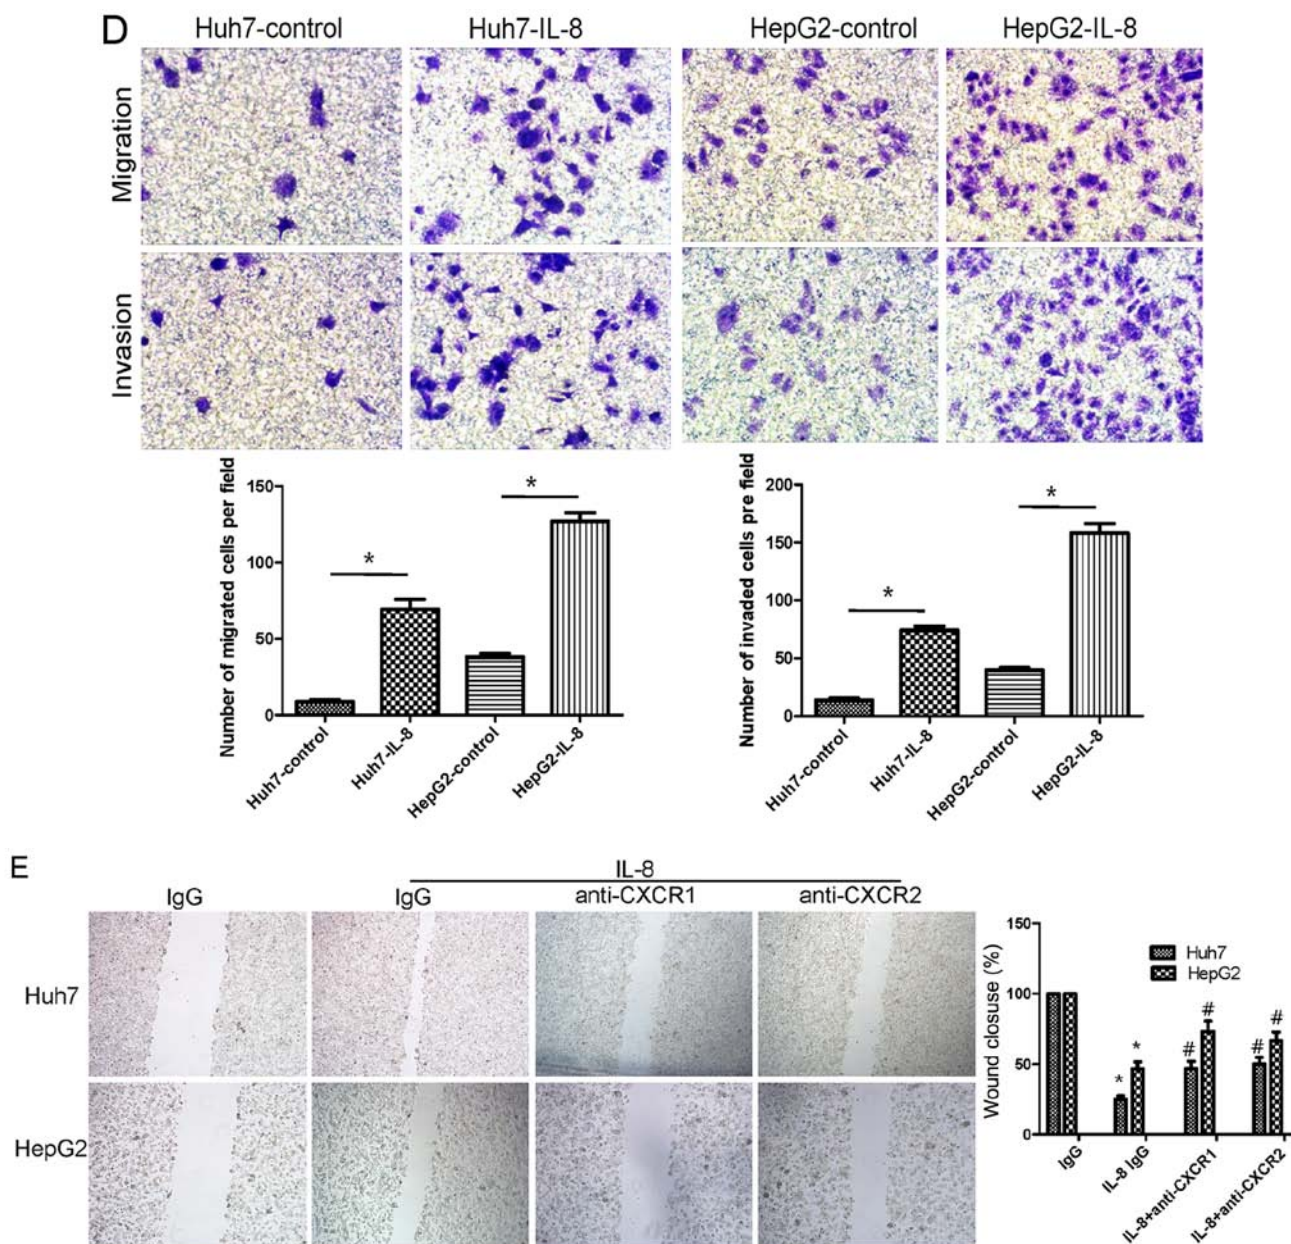 D
Huh7-control Huh7-IL-8 HepG2-control HepG2-IL-8
Migration
Invasion
Number of migrated cells per field
150
100
50
0
Huh7-control
Huh7-IL-8
HepG2-control
HepG2-IL-8
*
*
Number of invaded cells pre field
200
150
100
50
0
Huh7-control
Huh7-IL-8
HepG2-control
HepG2-IL-8
*
*
E
IL-8
IgG IgG anti-CXCR1 anti-CXCR2
Huh7
HepG2
Wound closuse (%)
150
100
50
0
Huh7
HepG2
* * # # # #
IgG
IL-8 IgG
IL-8+anti-CXCR1
IL-8+anti-CXCR2